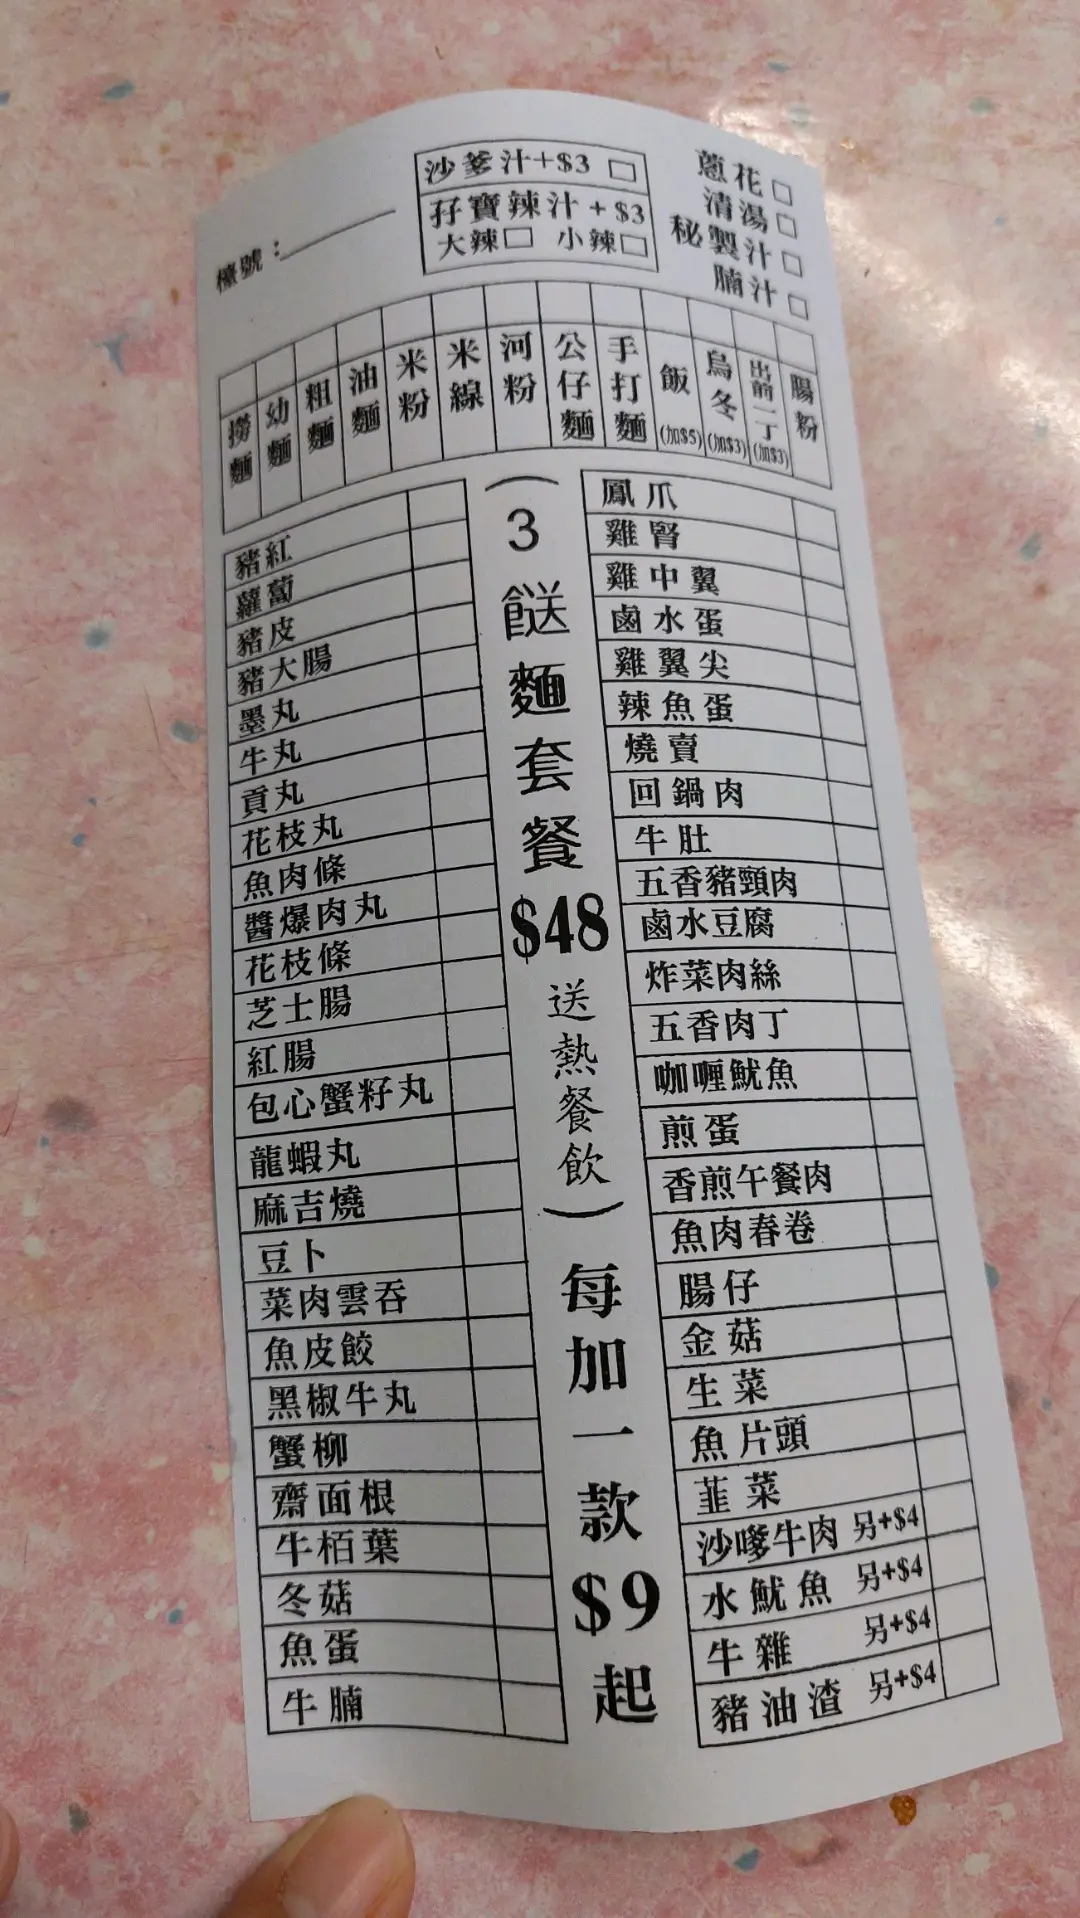 檯號：
沙爹汁+$3 □
孖寶辣汁+$3
大辣□ 小辣□
蔥花□
清湯□
秘製汁□
腩汁□
撈麵
幼麵
粗麵
油麵
米粉
米線
河粉
公仔麵
手打麵
飯(加$5)
烏冬(加$3)
出前一丁(加$3)
腸粉
豬紅
蘿蔔
豬皮
豬大腸
墨丸
牛丸
貢丸
花枝丸
魚肉條
醬爆肉丸
花枝條
芝士腸
紅腸
包心蟹籽丸
龍蝦丸
麻吉燒
豆卜
菜肉雲吞
魚皮餃
黑椒牛丸
蟹柳
齋面根
牛栢葉
冬菇
魚蛋
牛腩
(3餸麵套餐$48送熱餐飲)每加一款$9起
鳳爪
雞腎
雞中翼
鹵水蛋
雞翼尖
辣魚蛋
燒賣
回鍋肉
牛肚
五香豬頸肉
鹵水豆腐
炸菜肉絲
五香肉丁
咖喱魷魚
煎蛋
香煎午餐肉
魚肉春卷
腸仔
金菇
生菜
魚片頭
韮菜
沙嗲牛肉 另+$4
水魷魚 另+$4
牛雜 另+$4
豬油渣 另+$4